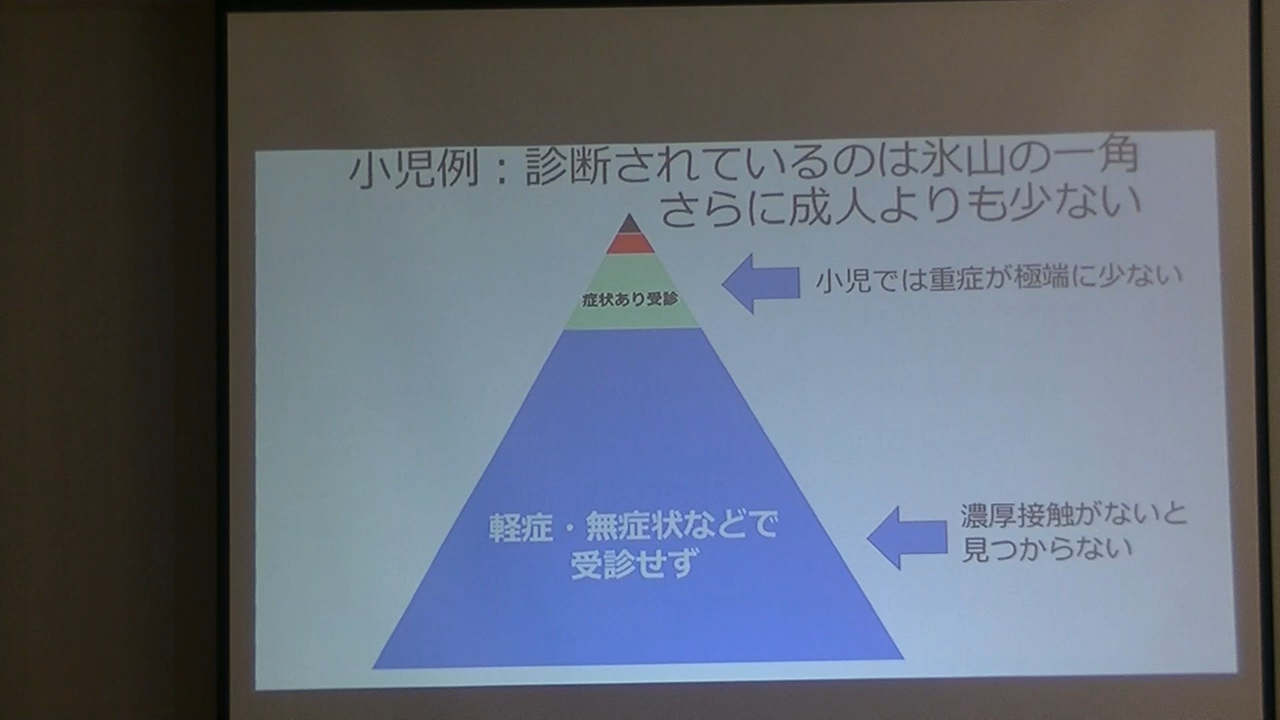 小児例：診断されているのは氷山の一角
さらに成人よりも少ない
症状あり受診
小児では重症が極端に少ない
軽症・無症状などで
受診せず
濃厚接触がないと
見つからない